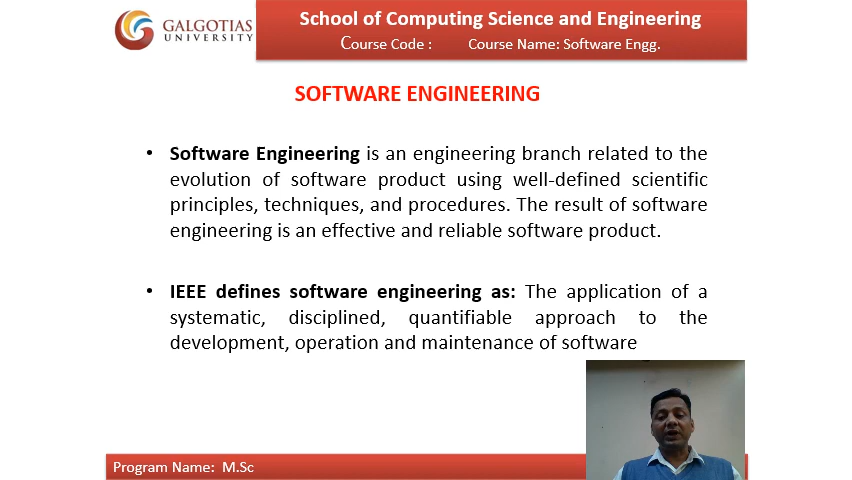 GALGOTIAS
UNIVERSITY
School of Computing Science and Engineering
Course Code : Course Name: Software Engg.
SOFTWARE ENGINEERING
• Software Engineering is an engineering branch related to the
evolution of software product using well-defined scientific
principles, techniques, and procedures. The result of software
engineering is an effective and reliable software product.
• IEEE defines software engineering as: The application of a
systematic, disciplined, quantifiable approach to the
development, operation and maintenance of software
Program Name: M.Sc